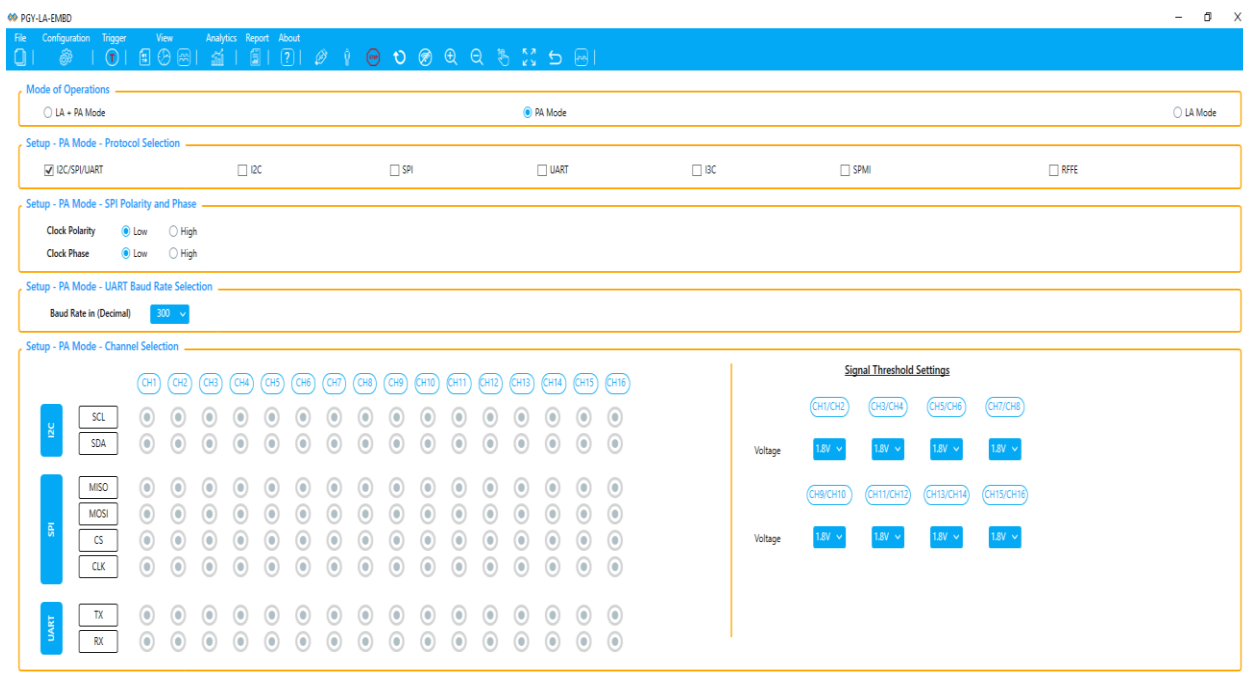 PGY-LA-EMBD
File Configuration Trigger View Analytics Report About
Mode of Operations
LA + PA Mode PA Mode LA Mode
Setup - PA Mode - Protocol Selection
I2C/SPI/UART I2C SPI UART I3C SPMI RFFE
Setup - PA Mode - SPI Polarity and Phase
Clock Polarity Low High
Clock Phase Low High
Setup - PA Mode - UART Baud Rate Selection
Baud Rate in (Decimal) 300
Setup - PA Mode - Channel Selection
CH1 CH2 CH3 CH4 CH5 CH6 CH7 CH8 CH9 CH10 CH11 CH12 CH13 CH14 CH15 CH16
I2C
SCL
SDA
SPI
MISO
MOSI
CS
CLK
UART
TX
RX
Signal Threshold Settings
CH1/CH2 CH3/CH4 CH5/CH6 CH7/CH8
Voltage 1.8V 1.8V 1.8V 1.8V
CH9/CH10 CH11/CH12 CH13/CH14 CH15/CH16
Voltage 1.8V 1.8V 1.8V 1.8V